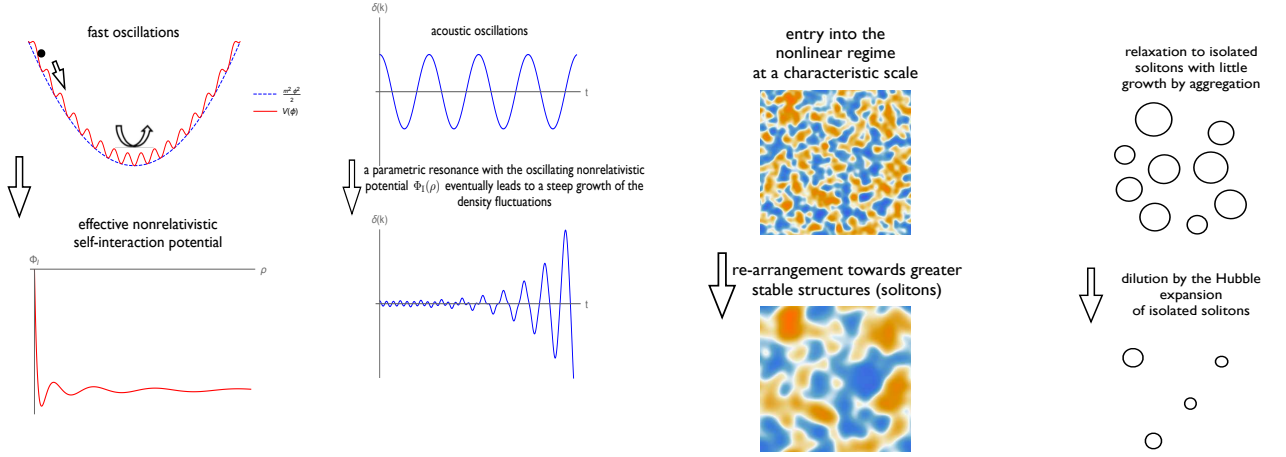 fast oscillations
m² ϕ²
2
V(ϕ)
effective nonrelativistic
self-interaction potential
Φ_I
ρ
δ(k)
acoustic oscillations
t
a parametric resonance with the oscillating nonrelativistic
potential Φ_I(ρ) eventually leads to a steep growth of the
density fluctuations
δ(k)
t
entry into the
nonlinear regime
at a characteristic scale
re-arrangement towards greater
stable structures (solitons)
relaxation to isolated
solitons with little
growth by aggregation
dilution by the Hubble
expansion
of isolated solitons